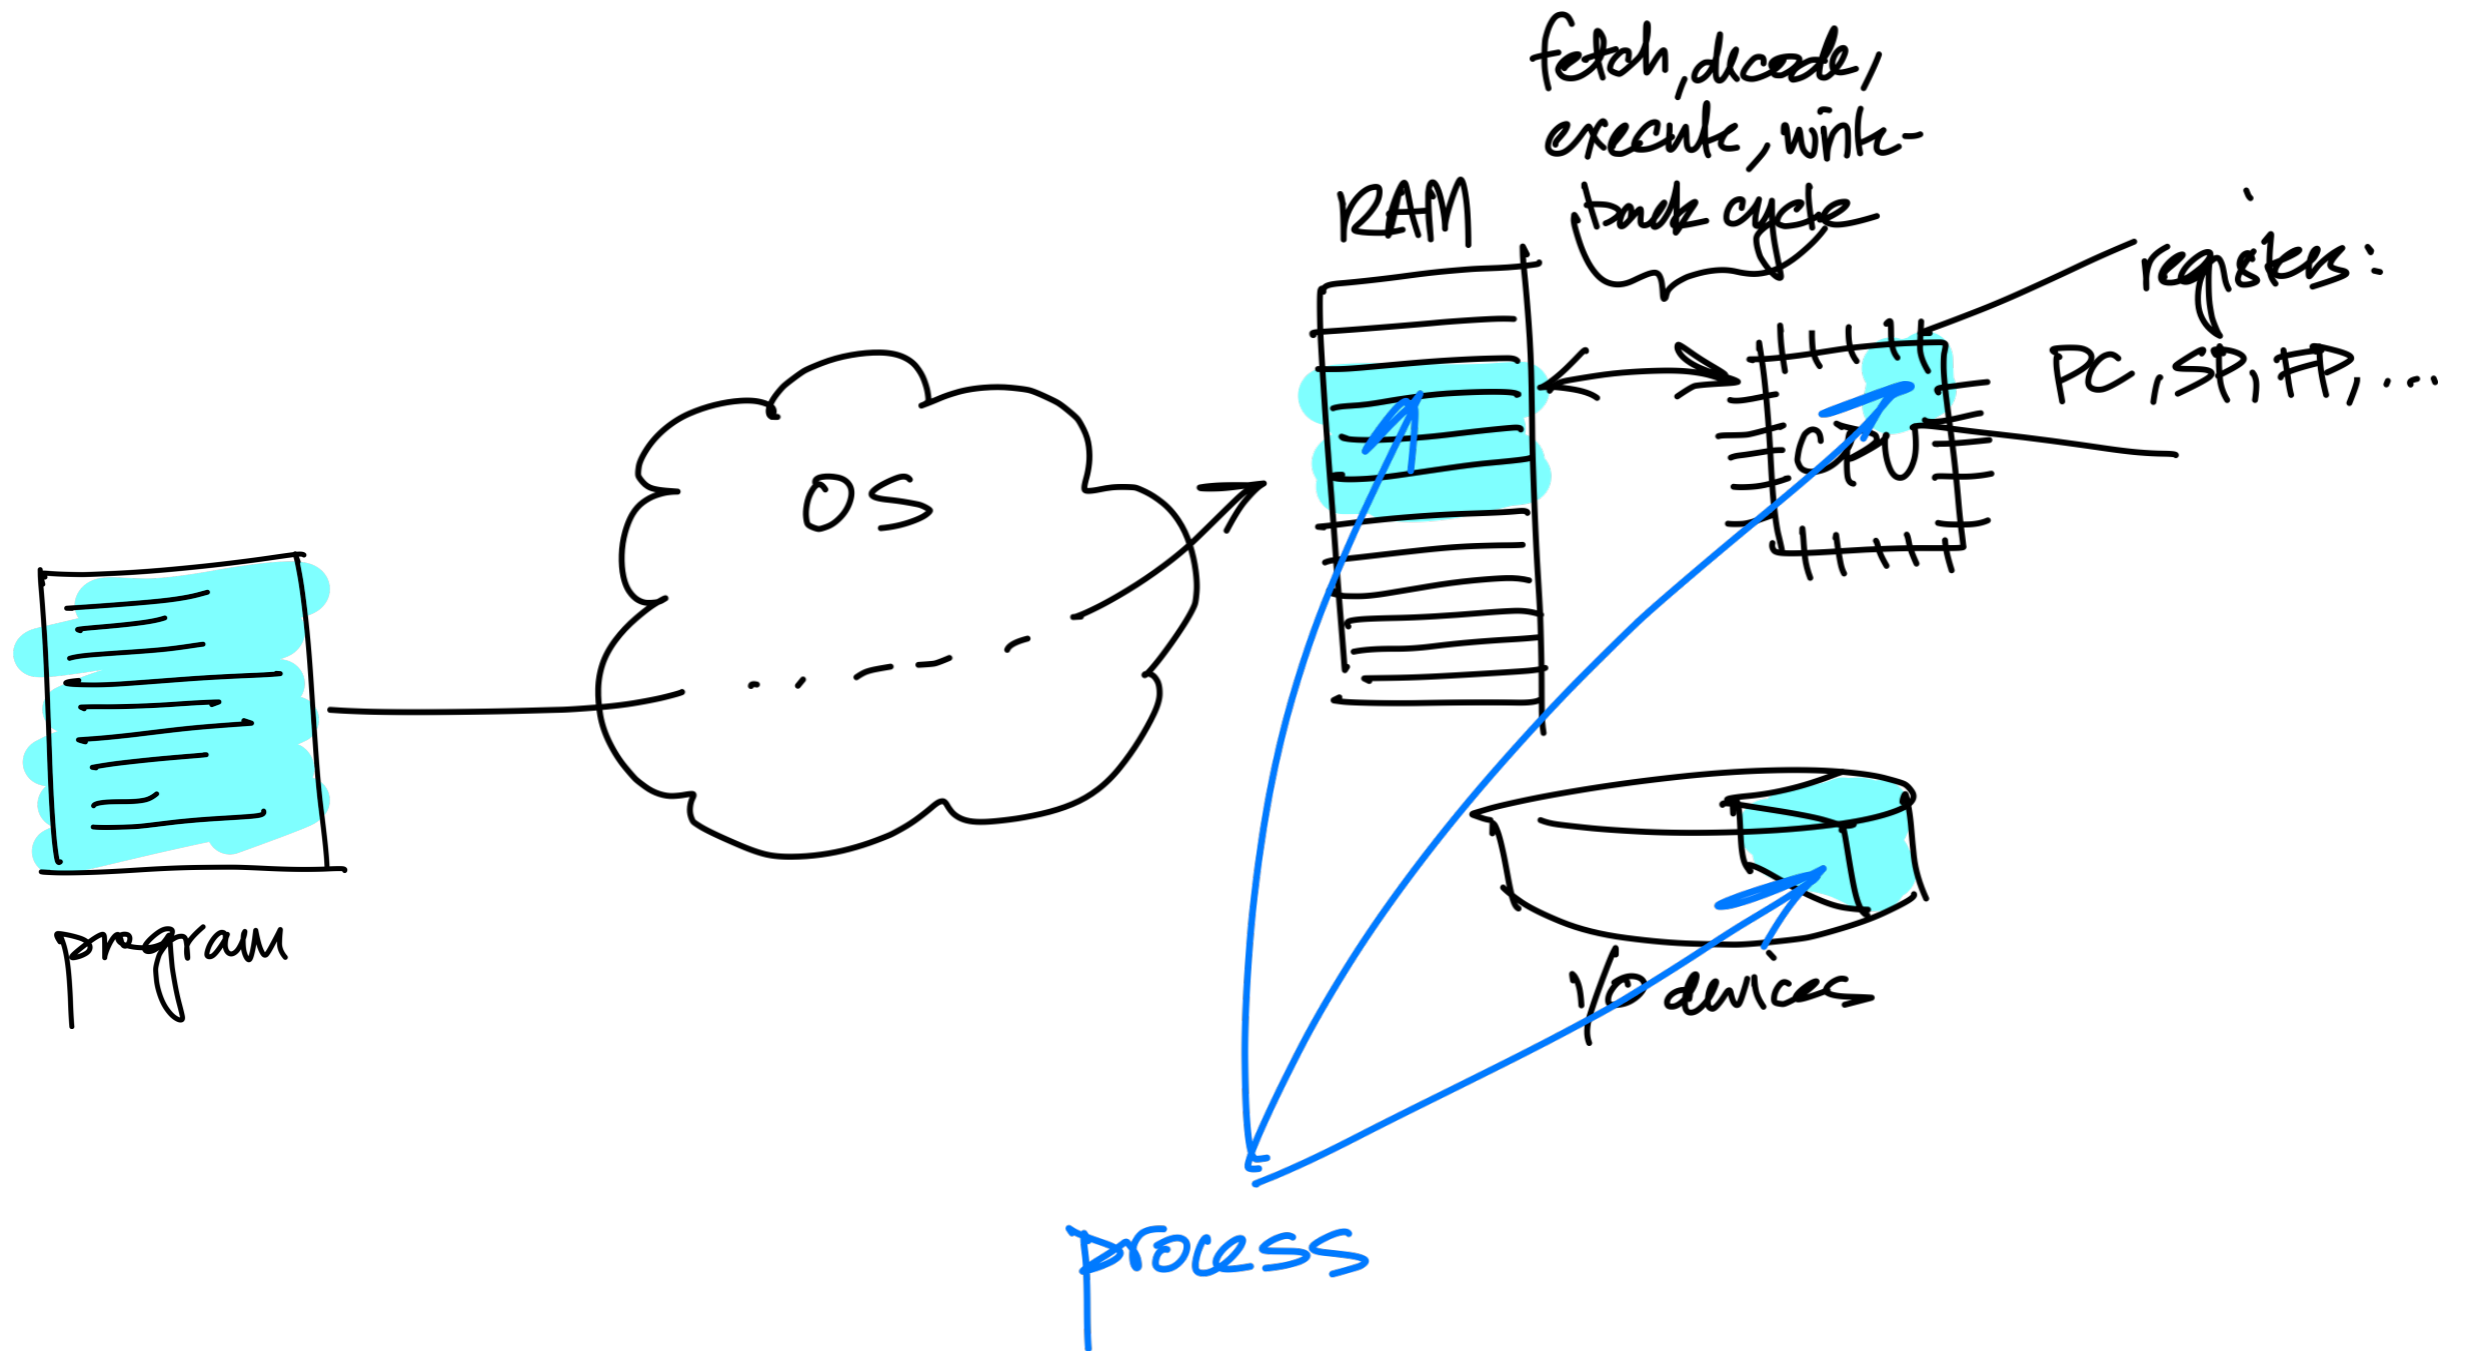 fetch, decode,
execute, write-
back cycle
RAM
registers:
PC, SP, FP, ...
CPU
OS
program
I/O devices
process